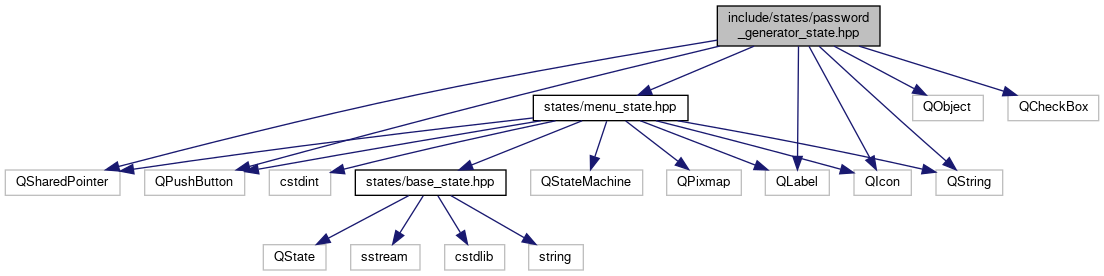 include/states/password
_generator_state.hpp
states/menu_state.hpp
QObject
QCheckBox
QSharedPointer
QPushButton
cstdint
states/base_state.hpp
QStateMachine
QPixmap
QLabel
QIcon
QString
QState
sstream
cstdlib
string